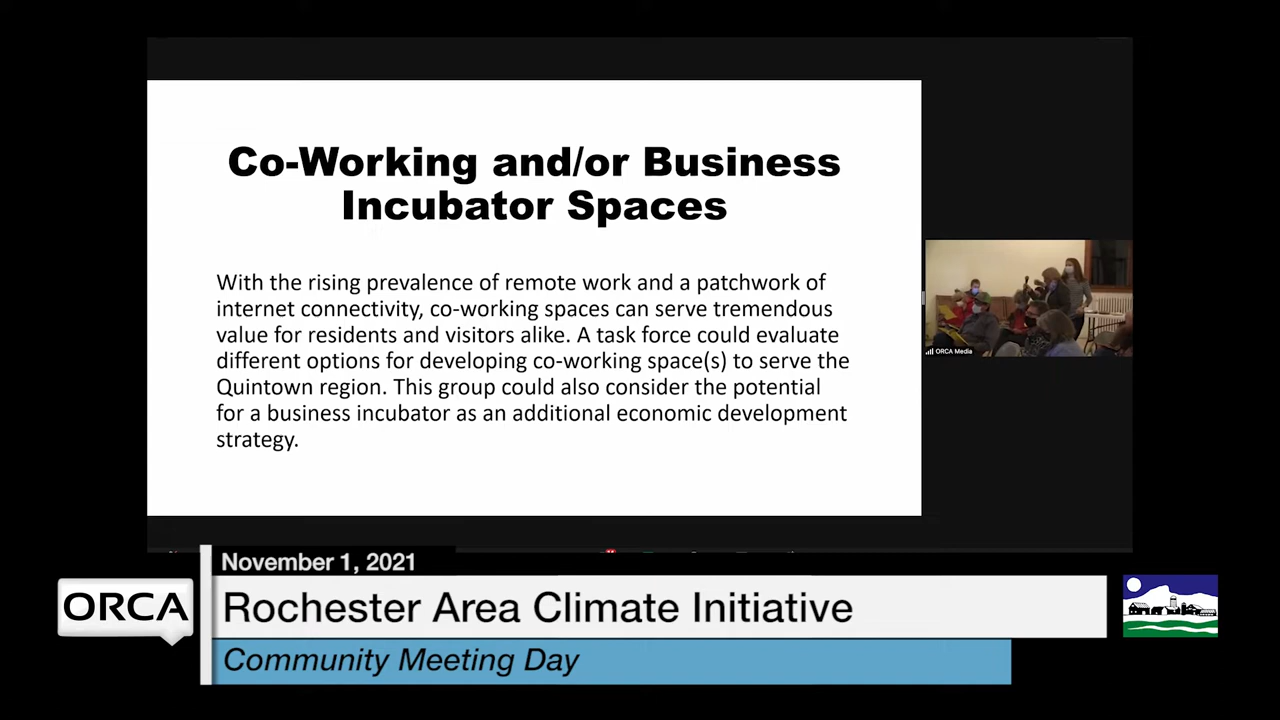 Co-Working and/or Business
Incubator Spaces
With the rising prevalence of remote work and a patchwork of
internet connectivity, co-working spaces can serve tremendous
value for residents and visitors alike. A task force could evaluate
different options for developing co-working space(s) to serve the
Quintown region. This group could also consider the potential
for a business incubator as an additional economic development
strategy.
ORCA Media
November 1, 2021
ORCA
Rochester Area Climate Initiative
Community Meeting Day